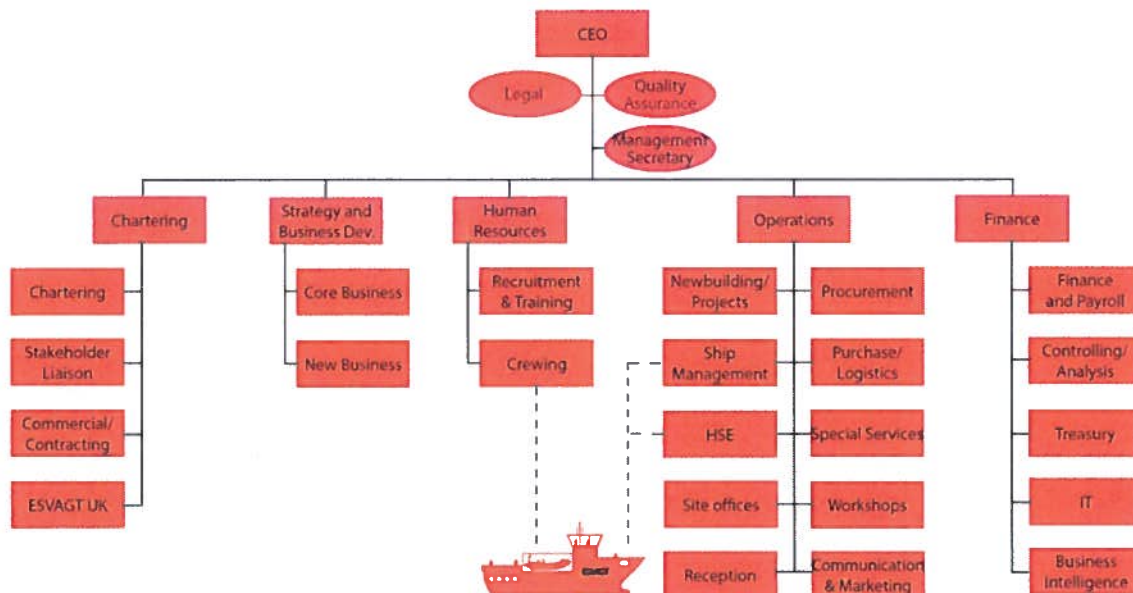 CEO
Legal
Quality
Assurance
Management
Secretary
Chartering
Strategy and
Business Dev.
Human
Resources
Operations
Finance
Chartering
Stakeholder
Liaison
Commercial/
Contracting
ESVAGT UK
Core Business
New Business
Recruitment
& Training
Crewing
Newbuilding/
Projects
Ship
Management
HSE
Site offices
Reception
Procurement
Purchase/
Logistics
Special Services
Workshops
Communication
& Marketing
Finance
and Payroll
Controlling/
Analysis
Treasury
IT
Business
Intelligence
ESVAGT